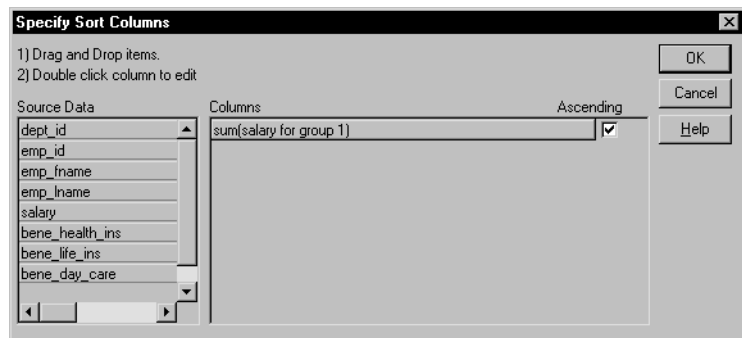 Specify Sort Columns
1) Drag and Drop items.
2) Double click column to edit
OK
Cancel
Help
Source Data
Columns
Ascending
dept_id
emp_id
emp_fname
emp_lname
salary
bene_health_ins
bene_life_ins
bene_day_care
sum(salary for group 1)